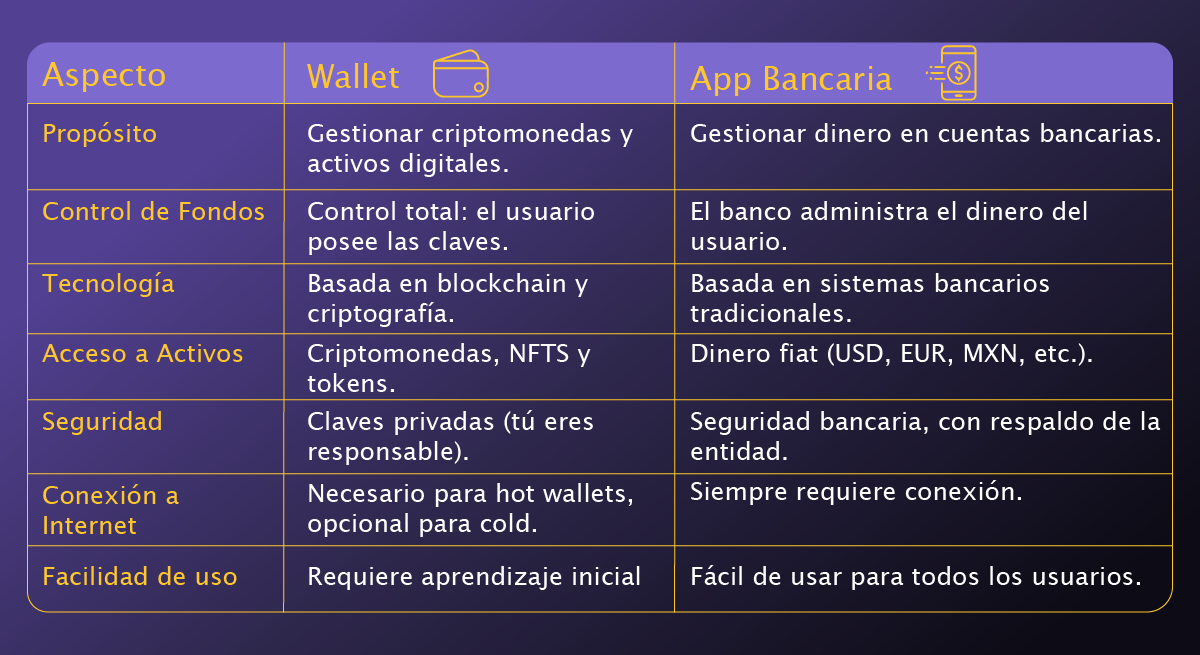 Aspecto
Wallet
App Bancaria
Propósito
Gestionar criptomonedas y
activos digitales.
Gestionar dinero en cuentas bancarias.
Control de Fondos
Control total: el usuario
posee las claves.
El banco administra el dinero del
usuario.
Tecnología
Basada en blockchain y
criptografía.
Basada en sistemas bancarios
tradicionales.
Acceso a Activos
Criptomonedas, NFTS y
tokens.
Dinero fiat (USD, EUR, MXN, etc.).
Seguridad
Claves privadas (tú eres
responsable).
Seguridad bancaria, con respaldo de la
entidad.
Conexión a
Internet
Necesario para hot wallets,
opcional para cold.
Siempre requiere conexión.
Facilidad de uso
Requiere aprendizaje inicial
Fácil de usar para todos los usuarios.